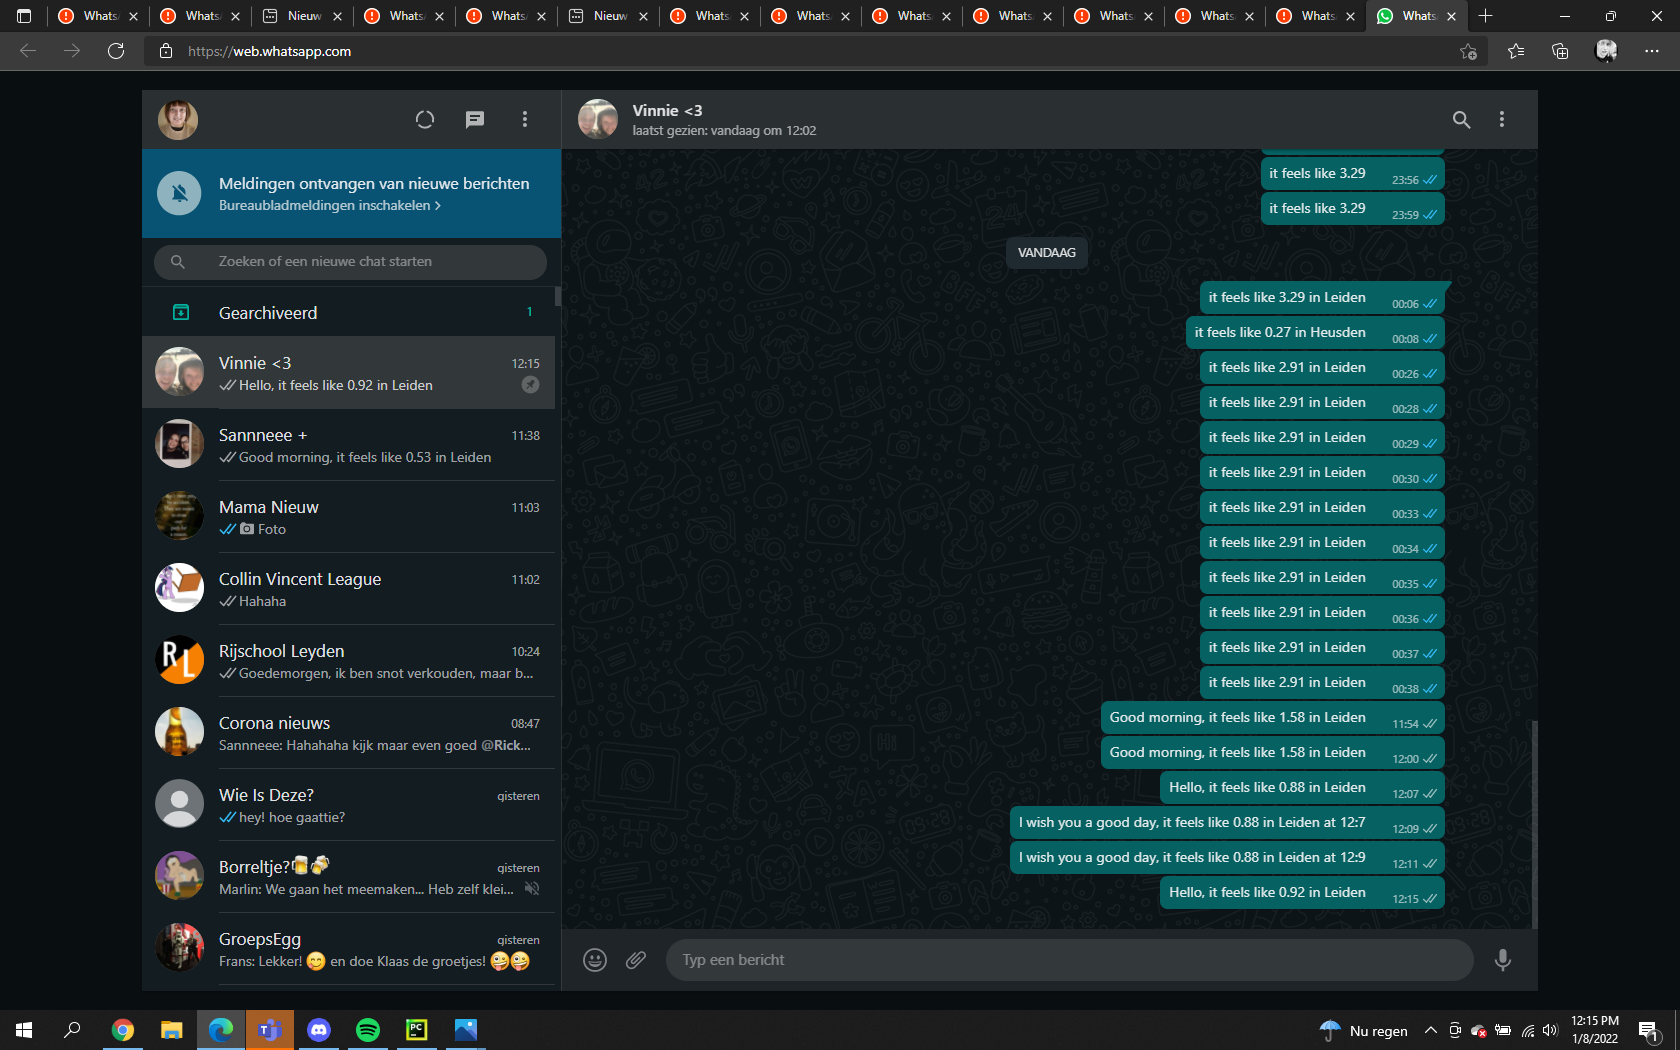 Whats
Whats
Nieuw
Whats
Whats
Nieuw
Whats
Whats
Whats
Whats
Whats
Whats
Whats
Whats
https://web.whatsapp.com
Meldingen ontvangen van nieuwe berichten
Bureaubladmeldingen inschakelen >
Zoeken of een nieuwe chat starten
Gearchiveerd 1
Vinnie <3 12:15
Hello, it feels like 0.92 in Leiden
Sannneee + 11:38
Good morning, it feels like 0.53 in Leiden
Mama Nieuw 11:03
Foto
Collin Vincent League 11:02
Hahaha
RL
Rijschool Leyden 10:24
Goedemorgen, ik ben snot verkouden, maar b...
Corona nieuws 08:47
Sannneee: Hahahaha kijk maar even goed @Rick...
Wie Is Deze? gisteren
hey! hoe gaattie?
Borreltje?🍺🍻 gisteren
Marlin: We gaan het meemaken... Heb zelf klei...
GroepsEgg gisteren
Frans: Lekker! 😋 en doe Klaas de groetjes! 🤪🤪
Vinnie <3
laatst gezien: vandaag om 12:02
it feels like 3.29 23:56
it feels like 3.29 23:59
VANDAAG
it feels like 3.29 in Leiden 00:06
it feels like 0.27 in Heusden 00:08
it feels like 2.91 in Leiden 00:26
it feels like 2.91 in Leiden 00:28
it feels like 2.91 in Leiden 00:29
it feels like 2.91 in Leiden 00:30
it feels like 2.91 in Leiden 00:33
it feels like 2.91 in Leiden 00:34
it feels like 2.91 in Leiden 00:35
it feels like 2.91 in Leiden 00:36
it feels like 2.91 in Leiden 00:37
it feels like 2.91 in Leiden 00:38
Good morning, it feels like 1.58 in Leiden 11:54
Good morning, it feels like 1.58 in Leiden 12:00
Hello, it feels like 0.88 in Leiden 12:07
I wish you a good day, it feels like 0.88 in Leiden at 12:7 12:09
I wish you a good day, it feels like 0.88 in Leiden at 12:9 12:11
Hello, it feels like 0.92 in Leiden 12:15
Typ een bericht
PC
Nu regen
12:15 PM
1/8/2022
1